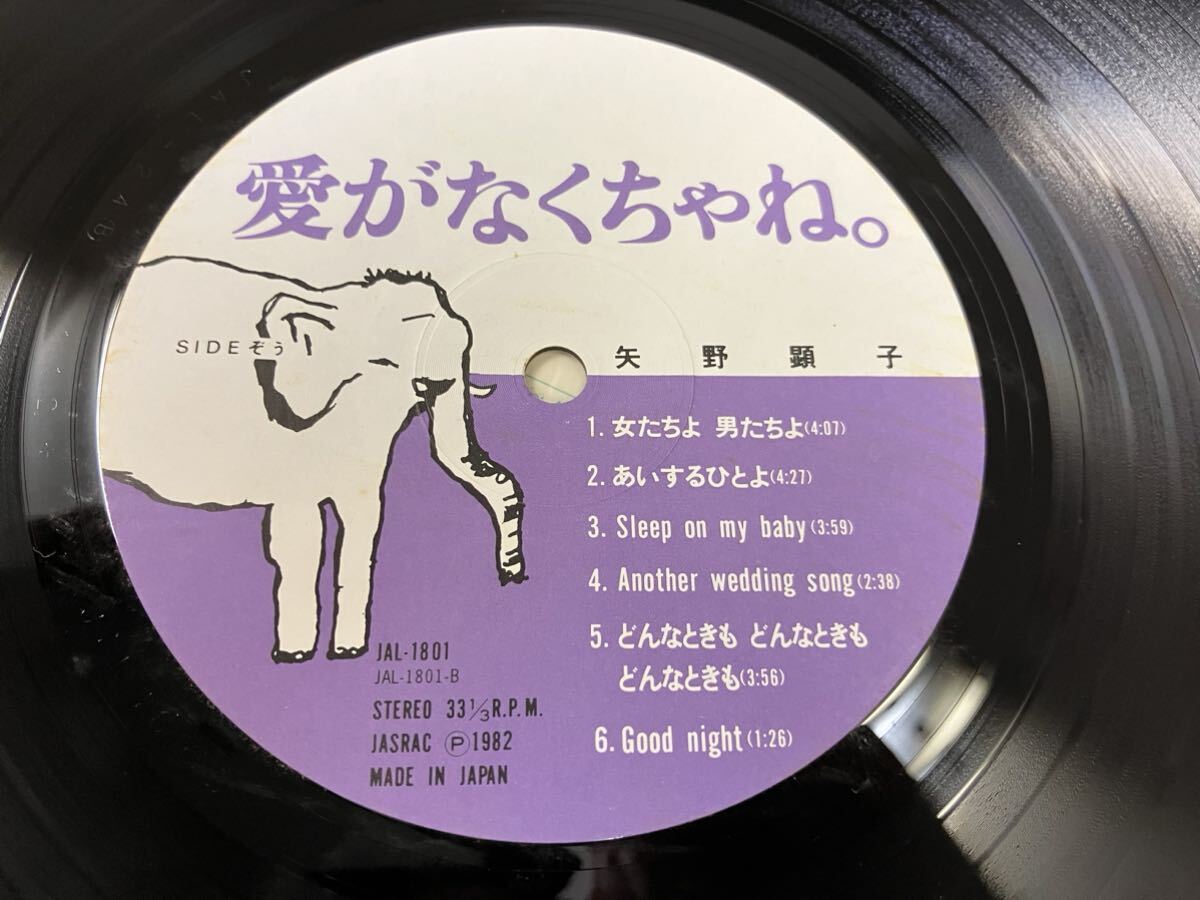 愛がなくちゃね。
SIDEぞう
矢野顕子
1. 女たちよ 男たちよ(4:07)
2. あいするひとよ(4:27)
3. Sleep on my baby(3:59)
4. Another wedding song(2:38)
5. どんなときも どんなときも
どんなときも(3:56)
6. Good night(1:26)
JAL-1801
JAL-1801-B
STEREO 33⅓R.P.M.
JASRAC Ⓟ1982
MADE IN JAPAN